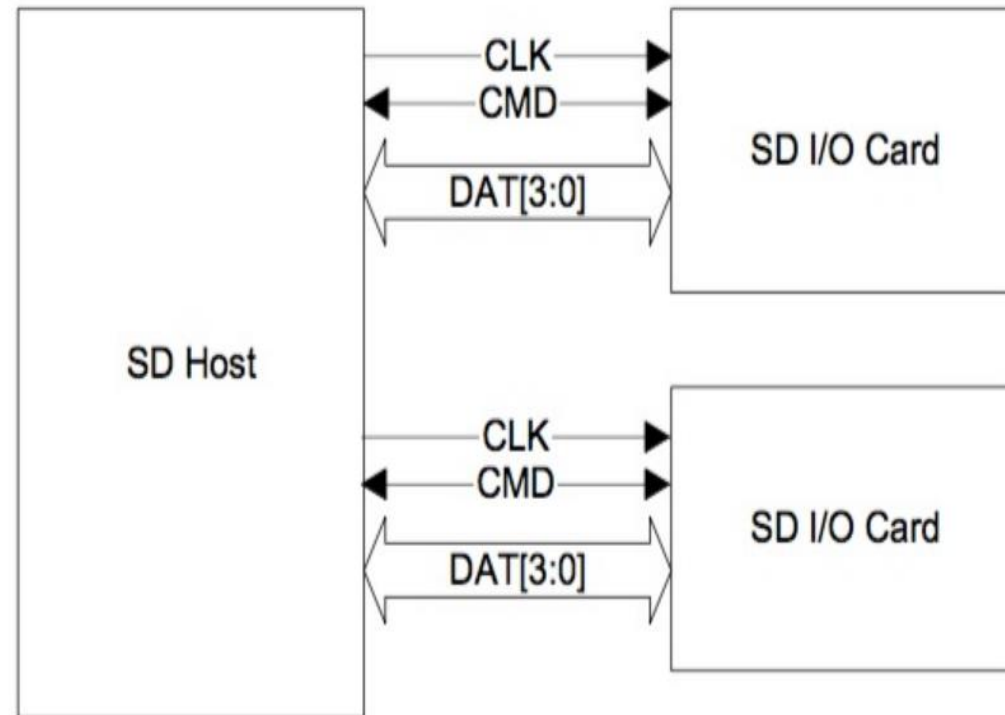 CLK
CMD
DAT[3:0]
SD I/O Card
SD Host
CLK
CMD
DAT[3:0]
SD I/O Card